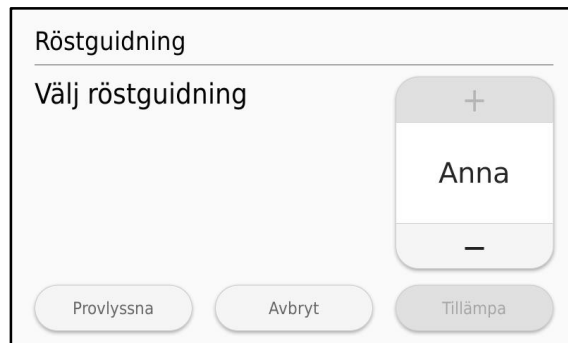 Röstguidning
Välj röstguidning
+
Anna
−
Provlyssna
Avbryt
Tillämpa